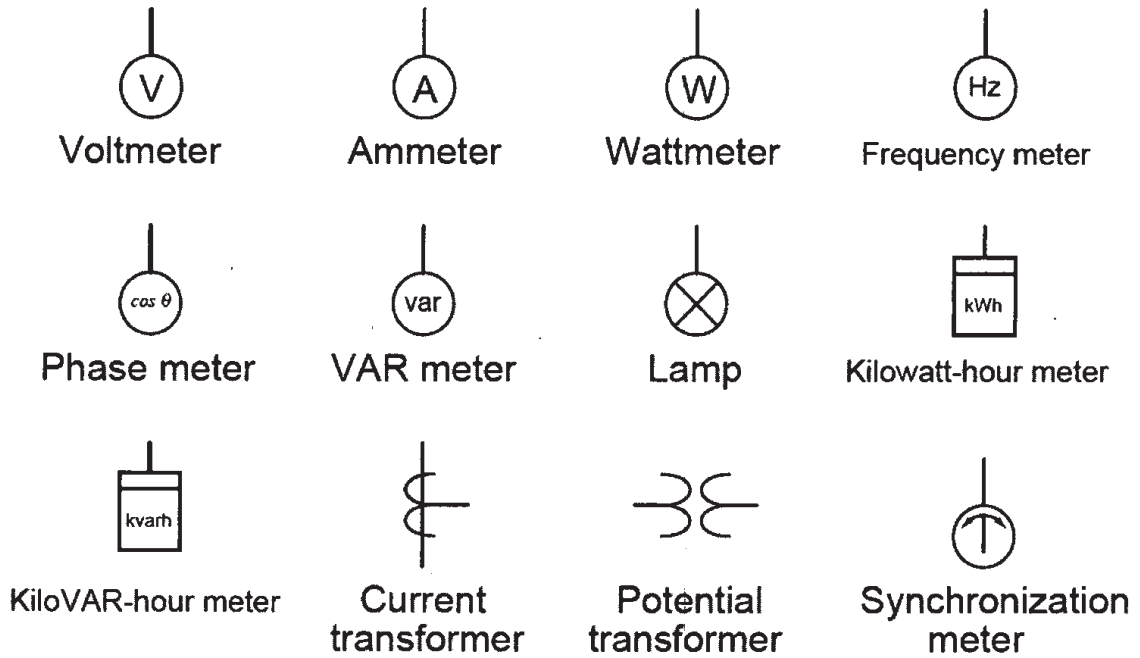 V
A
W
Hz
Voltmeter
Ammeter
Wattmeter
Frequency meter
cos θ
var
kWh
Phase meter
VAR meter
Lamp
Kilowatt-hour meter
kvarh
KiloVAR-hour meter
Current
transformer
Potential
transformer
Synchronization
meter